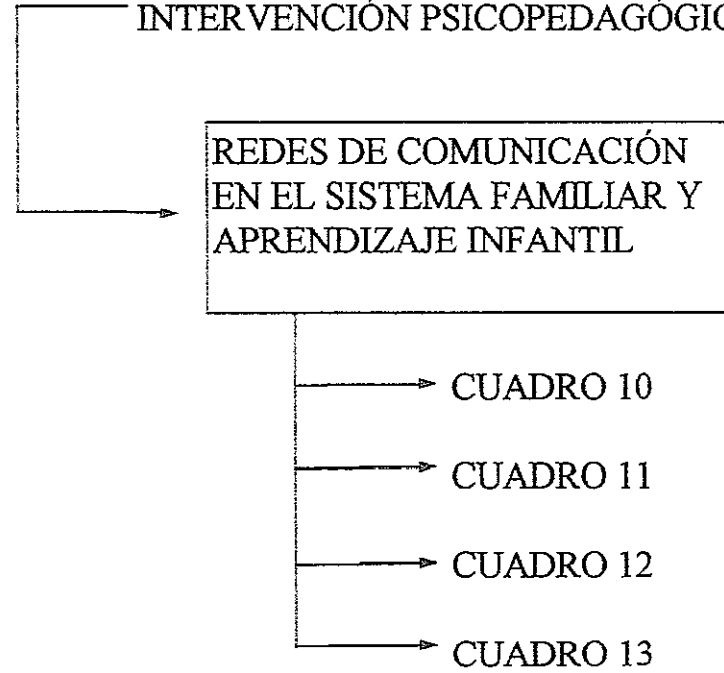 INTERVENCIÓN PSICOPEDAGÓGIC
REDES DE COMUNICACIÓN
EN EL SISTEMA FAMILIAR Y
APRENDIZAJE INFANTIL
CUADRO 10
CUADRO 11
CUADRO 12
CUADRO 13